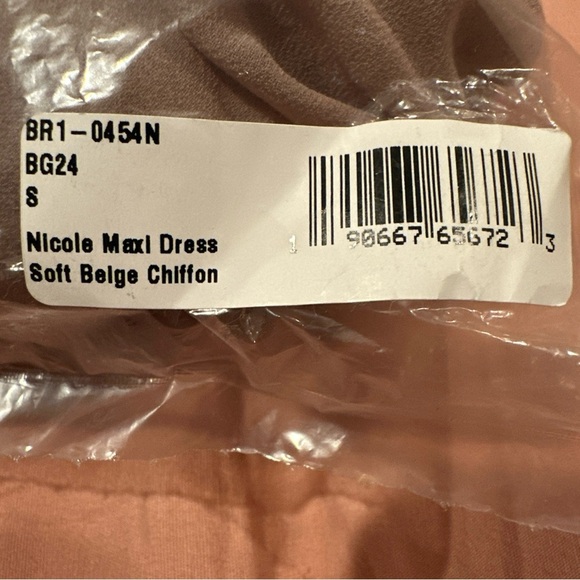 BR1-0454N
BG24
S
Nicole Maxi Dress
Soft Beige Chiffon
1 90667 65672 3